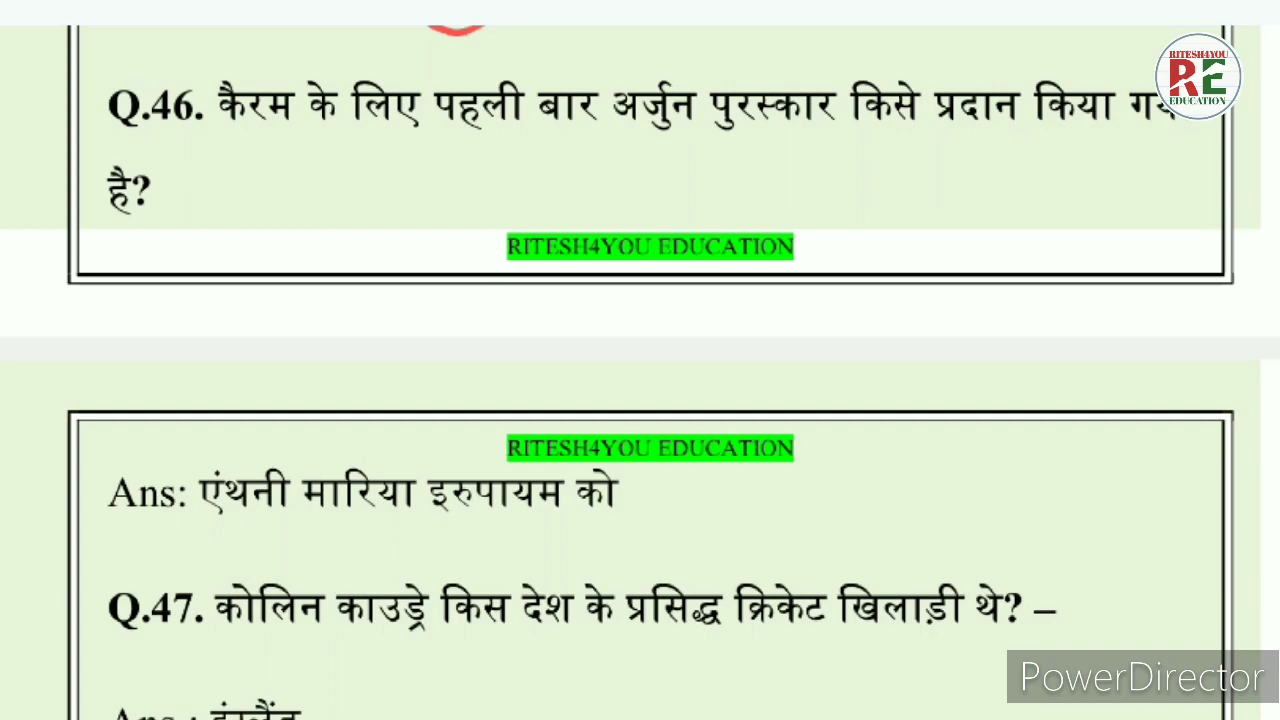 RITESH4YOU
RE
EDUCATION
Q.46. कैरम के लिए पहली बार अर्जुन पुरस्कार किसे प्रदान किया
है?
RITESH4YOU EDUCATION
RITESH4YOU EDUCATION
Ans: एंथनी मारिया इरुपायम को
Q.47. कोलिन काउड्रे किस देश के प्रसिद्ध क्रिकेट खिलाड़ी थे? –
PowerDirector